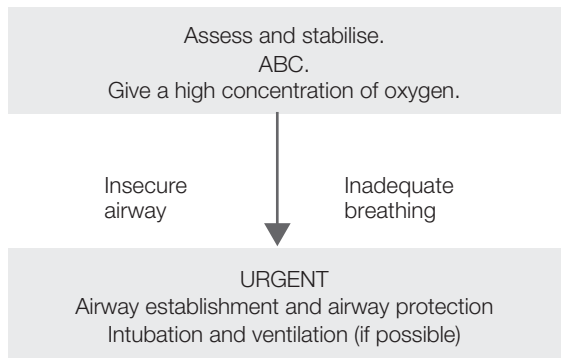 Assess and stabilise.
ABC.
Give a high concentration of oxygen.
Insecure
airway
Inadequate
breathing
URGENT
Airway establishment and airway protection
Intubation and ventilation (if possible)